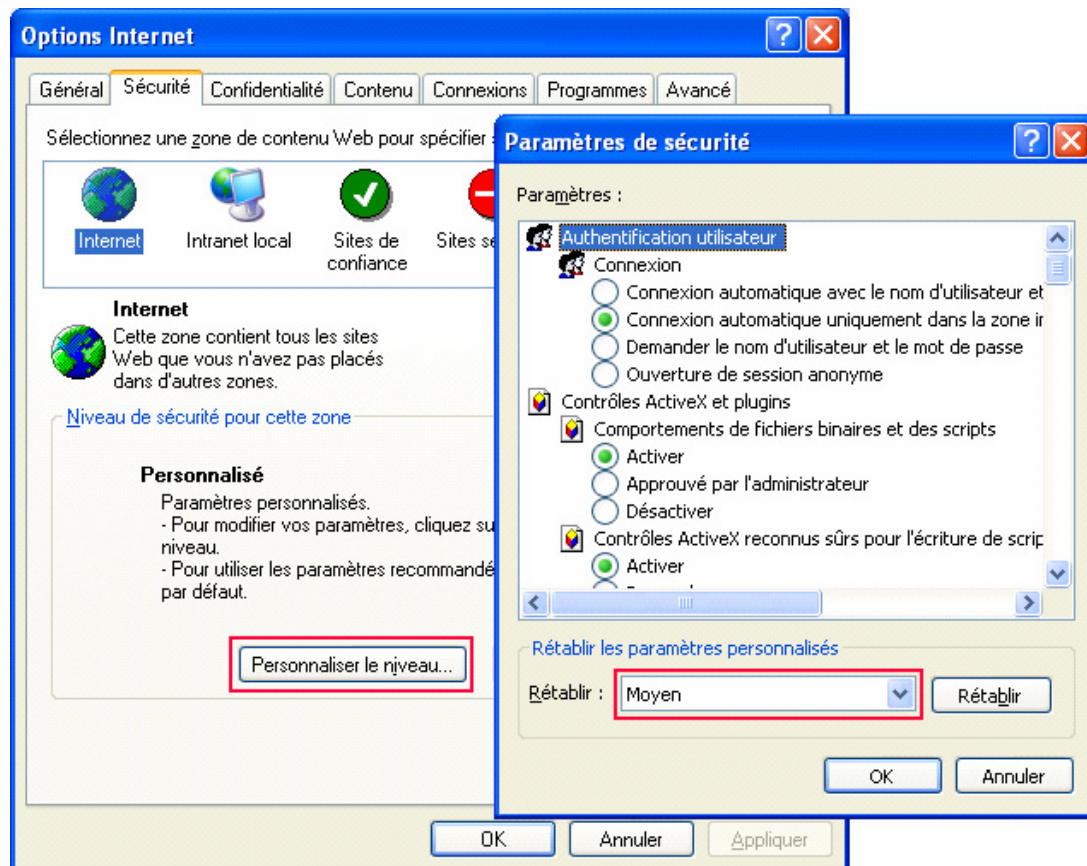 Options Internet
Général Sécurité Confidentialité Contenu Connexions Programmes Avancé
Sélectionnez une zone de contenu Web pour spécifier
Internet
Intranet local
Sites de
confiance
Sites
Internet
Cette zone contient tous les sites
Web que vous n'avez pas placés
dans d'autres zones.
Niveau de sécurité pour cette zone
Personnalisé
Paramètres personnalisés.
- Pour modifier vos paramètres, cliquez
niveau.
- Pour utiliser les paramètres
par défaut.
Personnaliser le niveau...
OK Annuler Appliquer
Paramètres de sécurité
Paramètres :
Authentification utilisateur
Connexion
Connexion automatique avec le nom d'utilisateur et
Connexion automatique uniquement dans la zone
Demander le nom d'utilisateur et le mot de passe
Ouverture de session anonyme
Contrôles ActiveX et plugins
Comportements de fichiers binaires et des scripts
Activer
Approuvé par l'administrateur
Désactiver
Contrôles ActiveX reconnus sûrs pour l'écriture de
Activer
Rétablir les paramètres personnalisés
Rétablir : Moyen Rétablir
OK Annuler